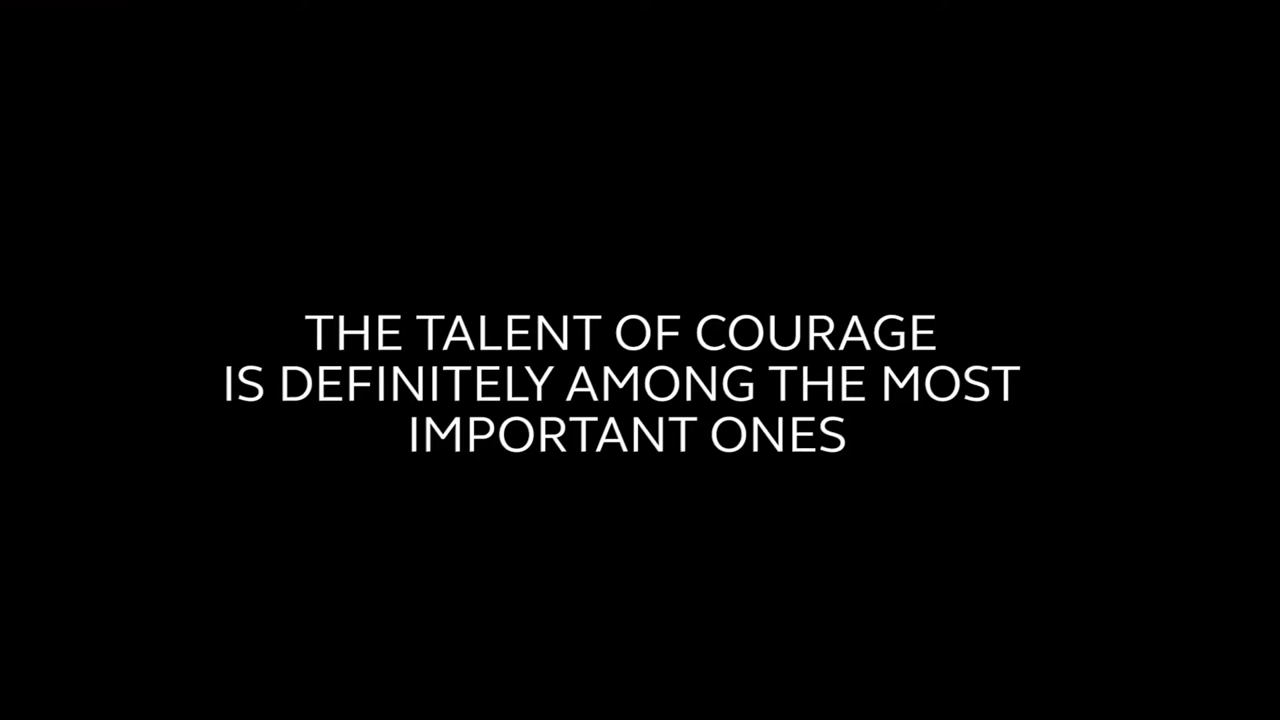 THE TALENT OF COURAGE
IS DEFINITELY AMONG THE MOST
IMPORTANT ONES